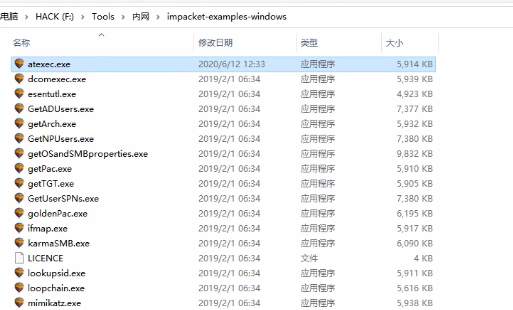 电脑 > HACK (F:) > Tools > 内网 > impacket-examples-windows
名称 修改日期 类型 大小
atexec.exe 2020/6/12 12:33 应用程序 5,914 KB
dcomexec.exe 2019/2/1 06:34 应用程序 5,939 KB
esentutl.exe 2019/2/1 06:34 应用程序 4,923 KB
GetADUsers.exe 2019/2/1 06:34 应用程序 7,377 KB
getArch.exe 2019/2/1 06:34 应用程序 5,932 KB
GetNPUsers.exe 2019/2/1 06:34 应用程序 7,380 KB
getOSandSMBproperties.exe 2019/2/1 06:34 应用程序 9,832 KB
getPac.exe 2019/2/1 06:34 应用程序 5,910 KB
getTGT.exe 2019/2/1 06:34 应用程序 5,905 KB
GetUserSPNs.exe 2019/2/1 06:34 应用程序 7,380 KB
goldenPac.exe 2019/2/1 06:34 应用程序 6,195 KB
ifmap.exe 2019/2/1 06:34 应用程序 5,917 KB
karmaSMB.exe 2019/2/1 06:34 应用程序 6,090 KB
LICENCE 2019/2/1 06:34 文件 4 KB
lookupsid.exe 2019/2/1 06:34 应用程序 5,911 KB
loopchain.exe 2019/2/1 06:34 应用程序 5,616 KB
mimikatz.exe 2019/2/1 06:34 应用程序 5,938 KB